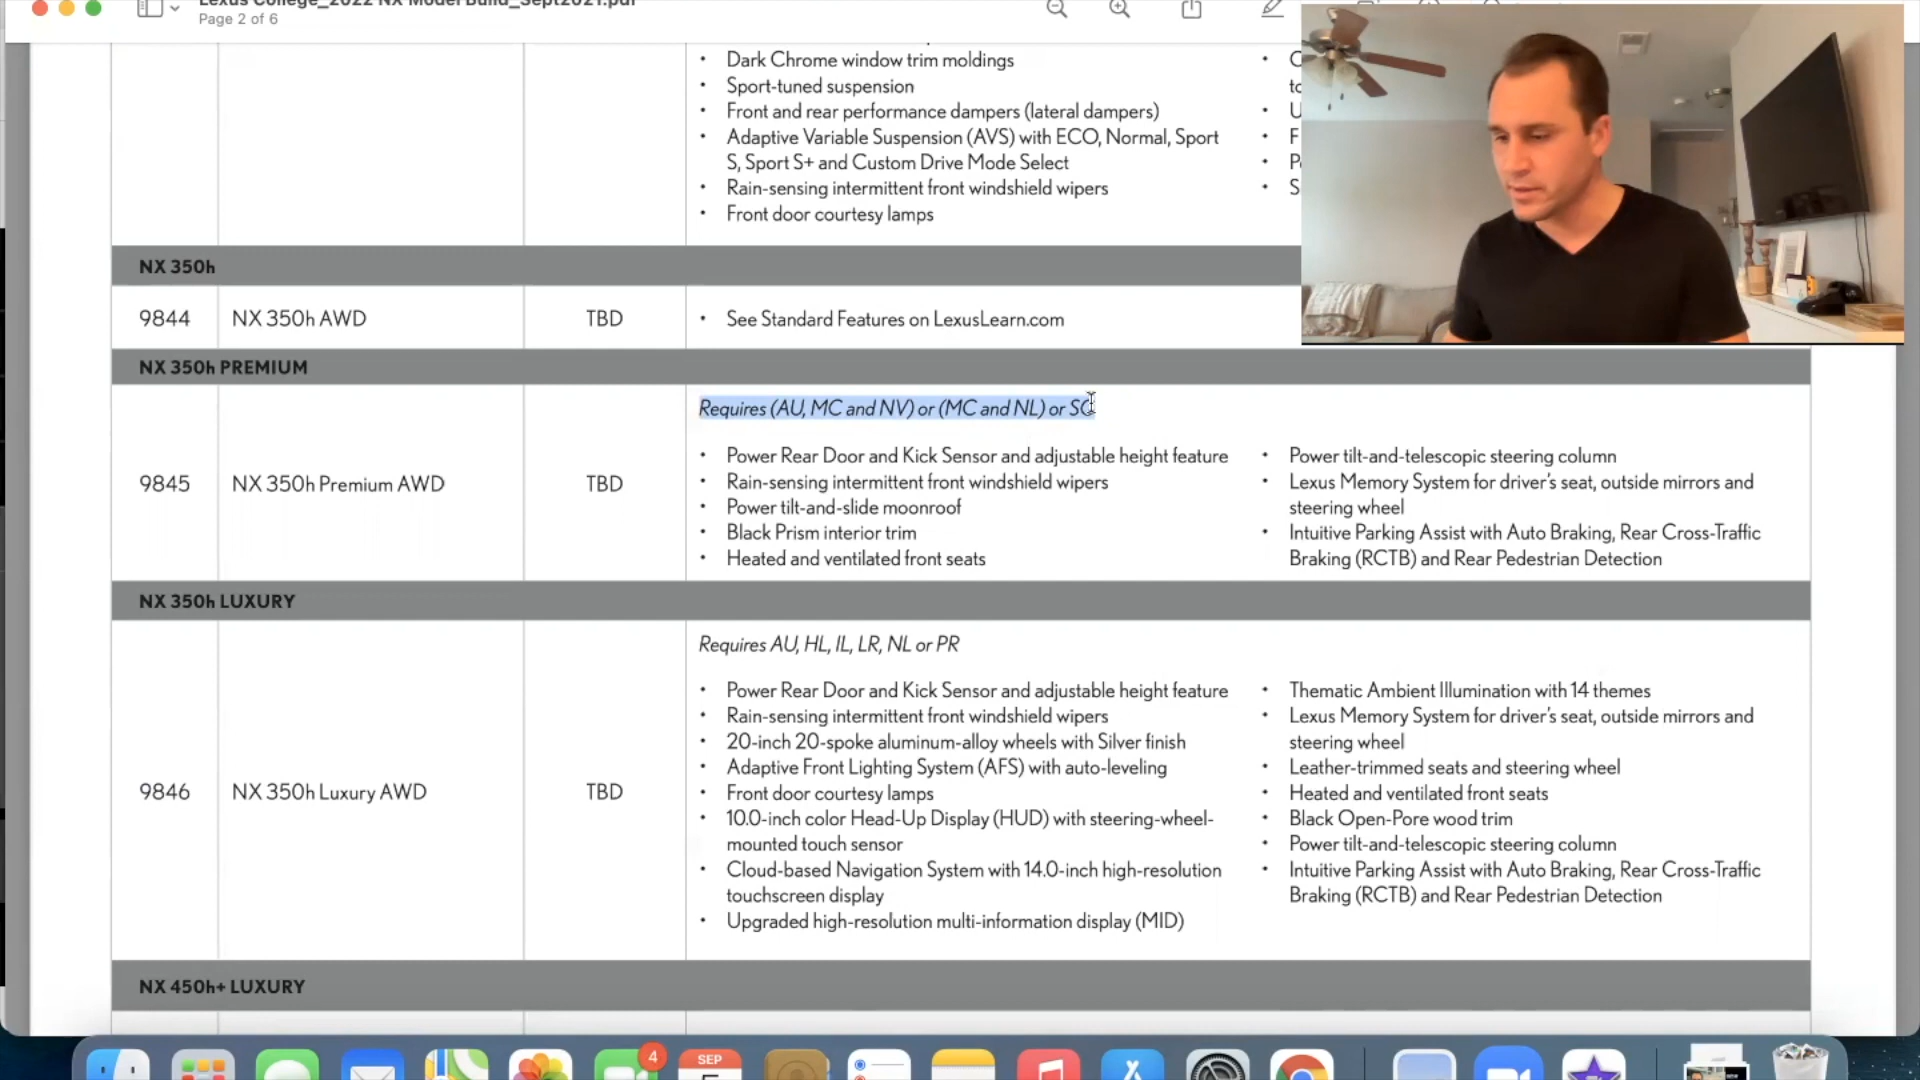 Lexus College_2022 NX Model Build_Sept2021.pdf
Page 2 of 6
• Dark Chrome window trim moldings
• Sport-tuned suspension
• Front and rear performance dampers (lateral dampers)
• Adaptive Variable Suspension (AVS) with ECO, Normal, Sport
S, Sport S+ and Custom Drive Mode Select
• Rain-sensing intermittent front windshield wipers
• Front door courtesy lamps
NX 350h
9844
NX 350h AWD
TBD
• See Standard Features on LexusLearn.com
NX 350h PREMIUM
9845
NX 350h Premium AWD
TBD
Requires (AU, MC and NV) or (MC and NL) or SC
• Power Rear Door and Kick Sensor and adjustable height feature
• Rain-sensing intermittent front windshield wipers
• Power tilt-and-slide moonroof
• Black Prism interior trim
• Heated and ventilated front seats
• Power tilt-and-telescopic steering column
• Lexus Memory System for driver's seat, outside mirrors and
steering wheel
• Intuitive Parking Assist with Auto Braking, Rear Cross-Traffic
Braking (RCTB) and Rear Pedestrian Detection
NX 350h LUXURY
9846
NX 350h Luxury AWD
TBD
Requires AU, HL, IL, LR, NL or PR
• Power Rear Door and Kick Sensor and adjustable height feature
• Rain-sensing intermittent front windshield wipers
• 20-inch 20-spoke aluminum-alloy wheels with Silver finish
• Adaptive Front Lighting System (AFS) with auto-leveling
• Front door courtesy lamps
• 10.0-inch color Head-Up Display (HUD) with steering-wheel-
mounted touch sensor
• Cloud-based Navigation System with 14.0-inch high-resolution
touchscreen display
• Upgraded high-resolution multi-information display (MID)
• Thematic Ambient Illumination with 14 themes
• Lexus Memory System for driver's seat, outside mirrors and
steering wheel
• Leather-trimmed seats and steering wheel
• Heated and ventilated front seats
• Black Open-Pore wood trim
• Power tilt-and-telescopic steering column
• Intuitive Parking Assist with Auto Braking, Rear Cross-Traffic
Braking (RCTB) and Rear Pedestrian Detection
NX 450h+ LUXURY
4
SEP